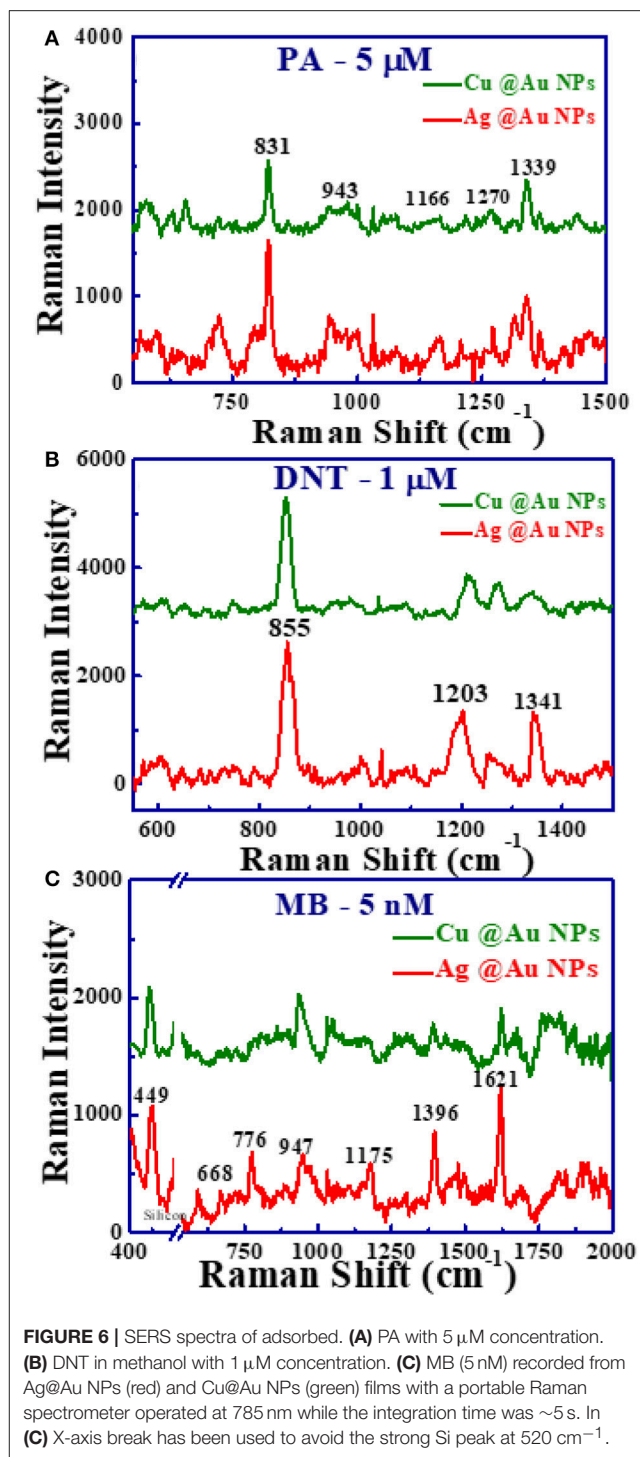 A
PA - 5 µM
Cu @Au NPs
Ag @Au NPs
4000
3000
2000
1000
0
831
943
1166
1270
1339
Raman Intensity
750
1000
1250
1500
Raman Shift (cm⁻¹)
B
DNT - 1 µM
Cu @Au NPs
Ag @Au NPs
6000
4000
2000
0
855
1203
1341
Raman Intensity
600
800
1000
1200
1400
Raman Shift (cm⁻¹)
C
MB - 5 nM
Cu @Au NPs
Ag @Au NPs
3000
2000
1000
0
449
Silicon
668
776
947
1175
1396
1621
Raman Intensity
400
750
1000
1250
1500
1750
2000
Raman Shift (cm⁻¹)
FIGURE 6 | SERS spectra of adsorbed. (A) PA with 5 µM concentration.
(B) DNT in methanol with 1 µM concentration. (C) MB (5 nM) recorded from
Ag@Au NPs (red) and Cu@Au NPs (green) films with a portable Raman
spectrometer operated at 785 nm while the integration time was ~5 s. In
(C) X-axis break has been used to avoid the strong Si peak at 520 cm⁻¹.